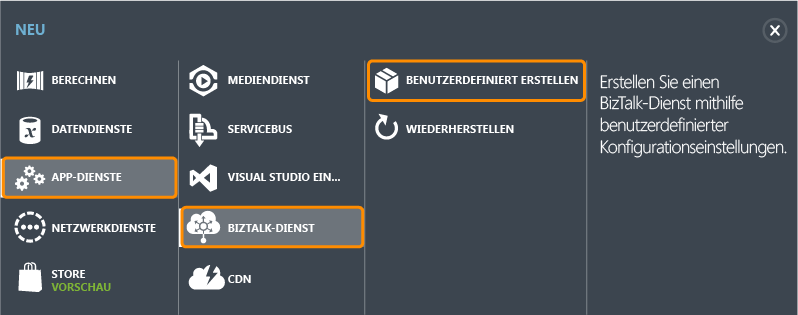 NEU
BERECHNEN
DATENDIENSTE
APP-DIENSTE
NETZWERKDIENSTE
STORE
VORSCHAU
MEDIENDIENST
SERVICEBUS
VISUAL STUDIO EIN...
BIZTALK-DIENST
CDN
BENUTZERDEFINIERT ERSTELLEN
WIEDERHERSTELLEN
Erstellen Sie einen
BizTalk-Dienst mithilfe
benutzerdefinierter
Konfigurationseinstellungen.